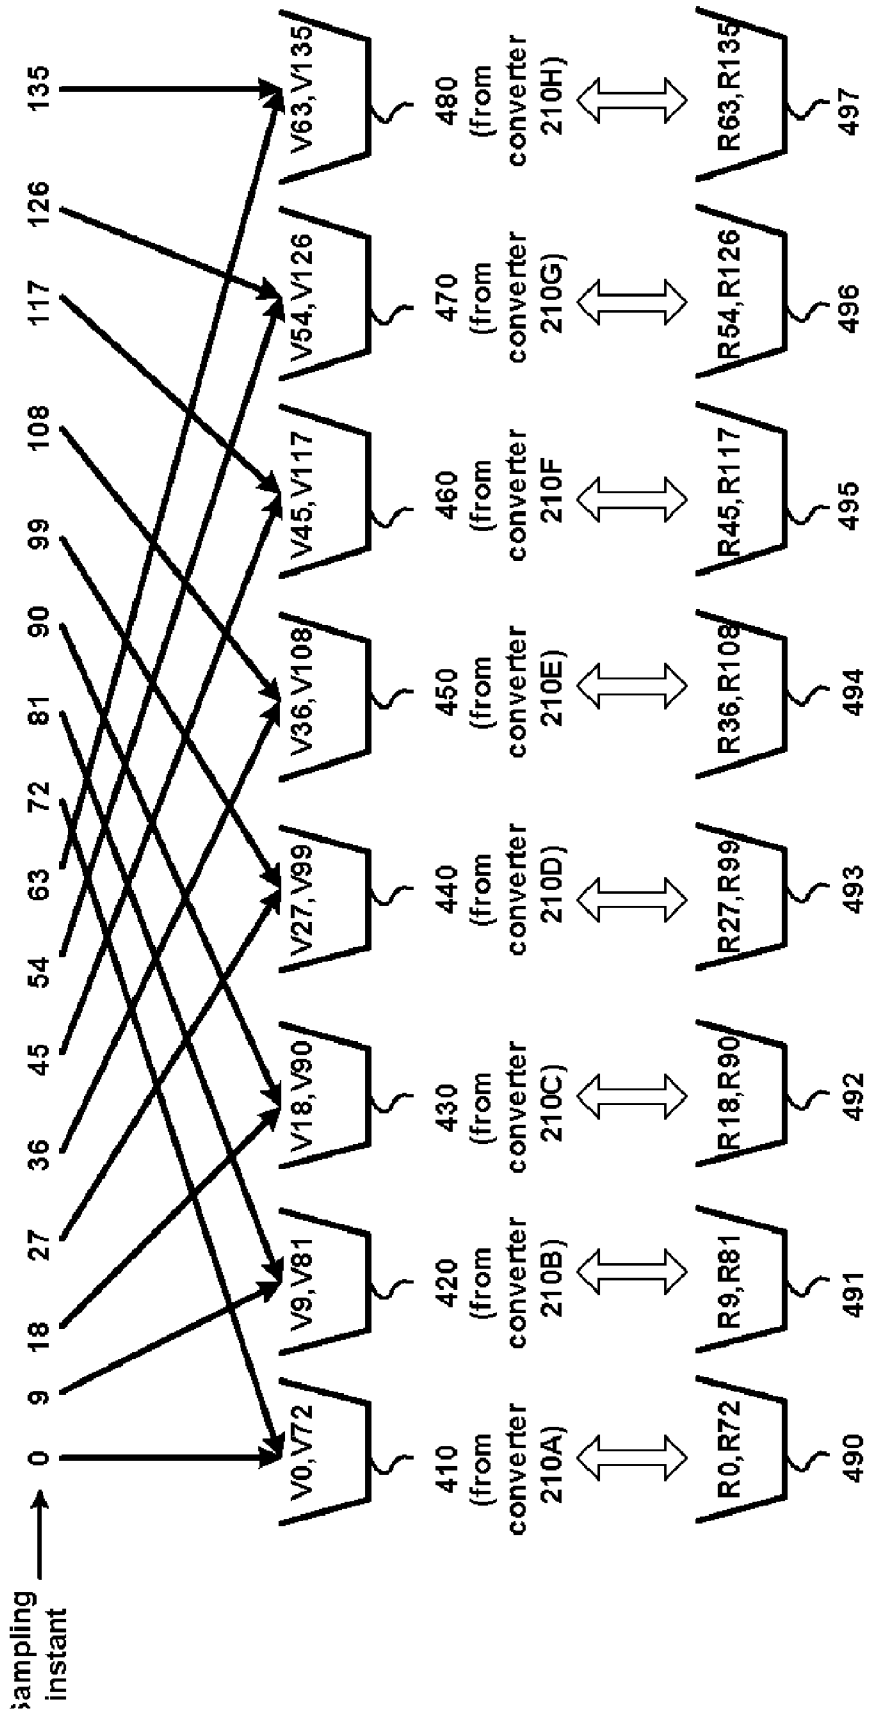 Sampling
instant
0 9 18 27 36 45 54 63 72 81 90 99 108 117 126 135
V0,V72 V9,V81 V18,V90 V27,V99 V36,V108 V45,V117 V54,V126 V63,V135
410 420 430 440 450 460 470 480
(from (from (from (from (from (from (from (from
converter converter converter converter converter converter converter converter
210A) 210B) 210C) 210D) 210E) 210F 210G) 210H)
R0,R72 R9,R81 R18,R90 R27,R99 R36,R108 R45,R117 R54,R126 R63,R135
490 491 492 493 494 495 496 497